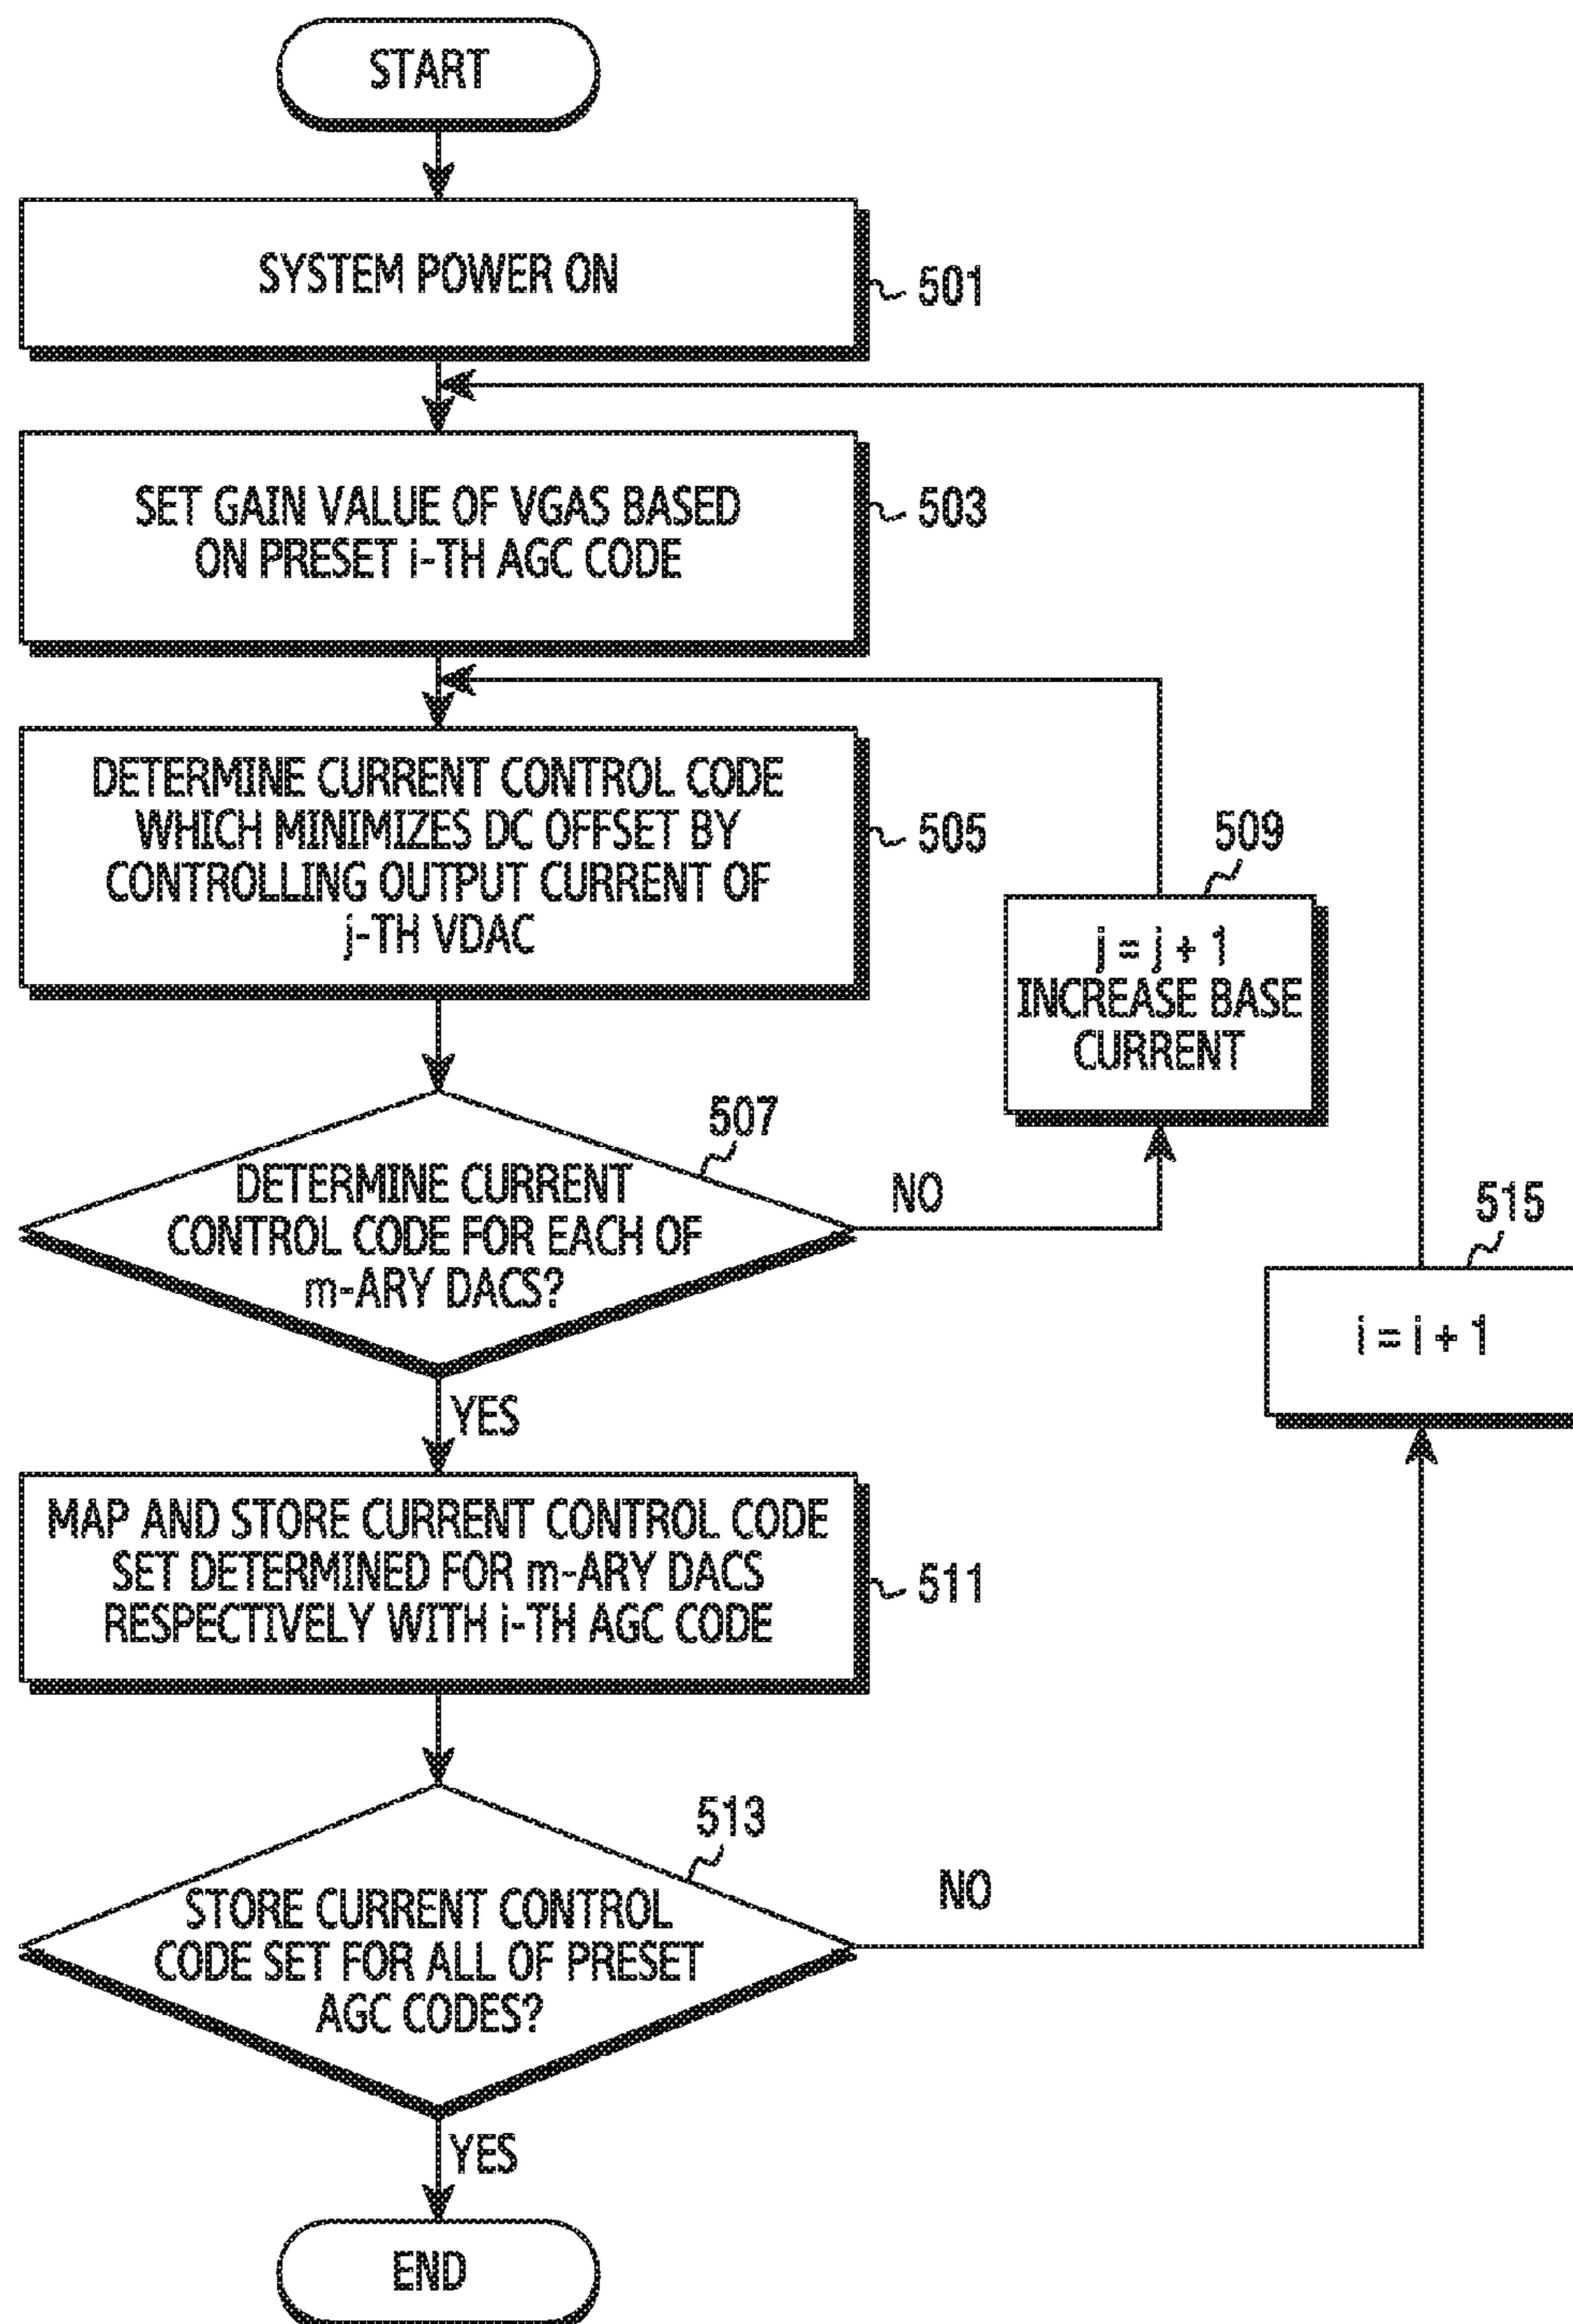 START
SYSTEM POWER ON
501
SET GAIN VALUE OF VGAS BASED
ON PRESET i-TH AGC CODE
503
DETERMINE CURRENT CONTROL CODE
WHICH MINIMIZES DC OFFSET BY
CONTROLLING OUTPUT CURRENT OF
j-TH VDAC
505
509
j = j + 1
INCREASE BASE
CURRENT
507
DETERMINE CURRENT
CONTROL CODE FOR EACH OF
m-ARY DACS?
NO
515
i = i + 1
YES
MAP AND STORE CURRENT CONTROL CODE
SET DETERMINED FOR m-ARY DACS
RESPECTIVELY WITH i-TH AGC CODE
511
513
STORE CURRENT CONTROL
CODE SET FOR ALL OF PRESET
AGC CODES?
NO
YES
END